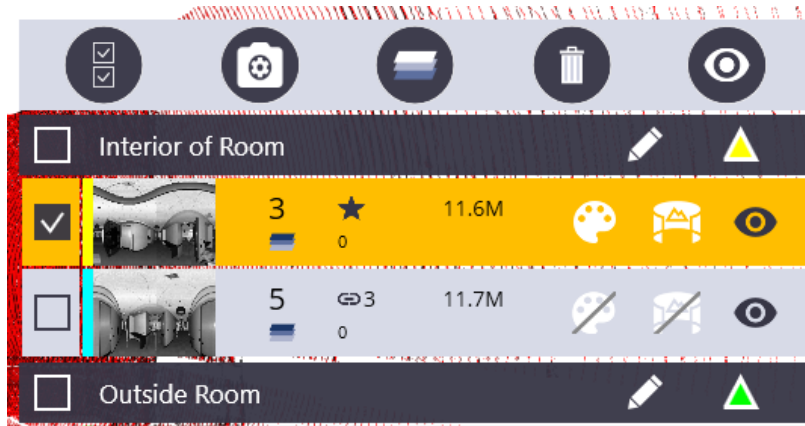 Interior of Room
3 11.6M
0
5 3 11.7M
0
Outside Room